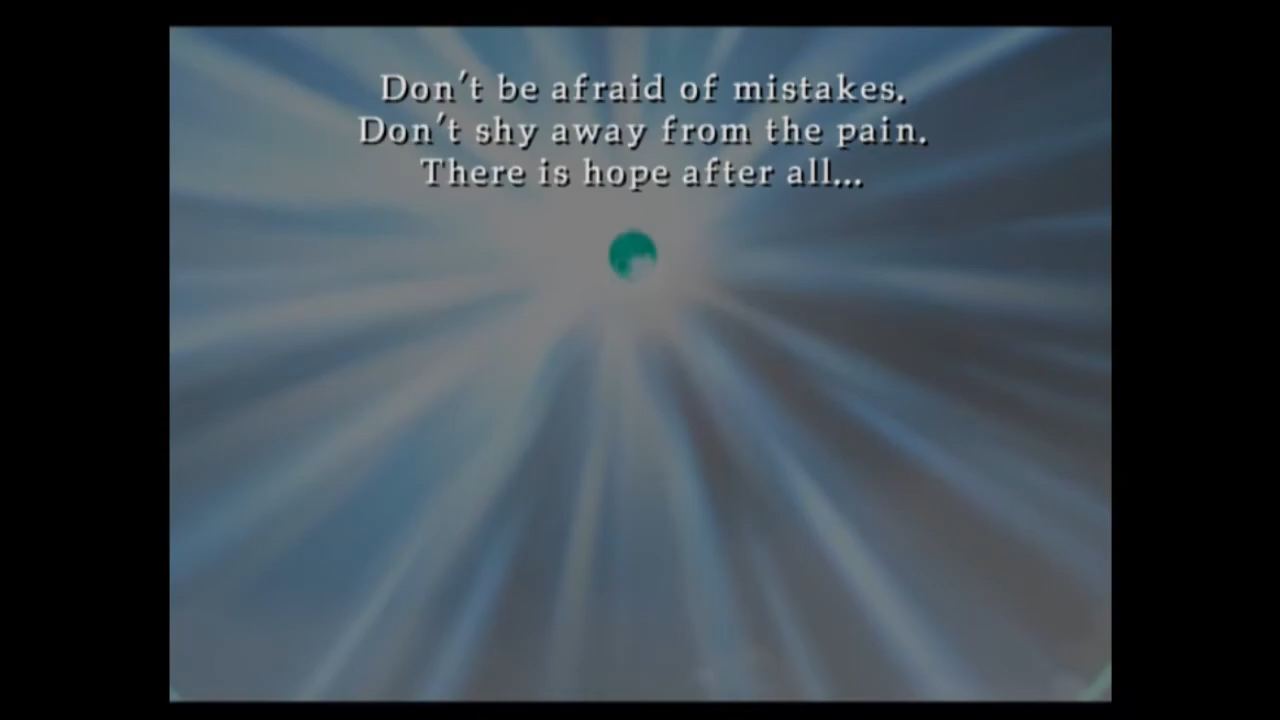 Don't be afraid of mistakes.
Don't shy away from the pain.
There is hope after all...